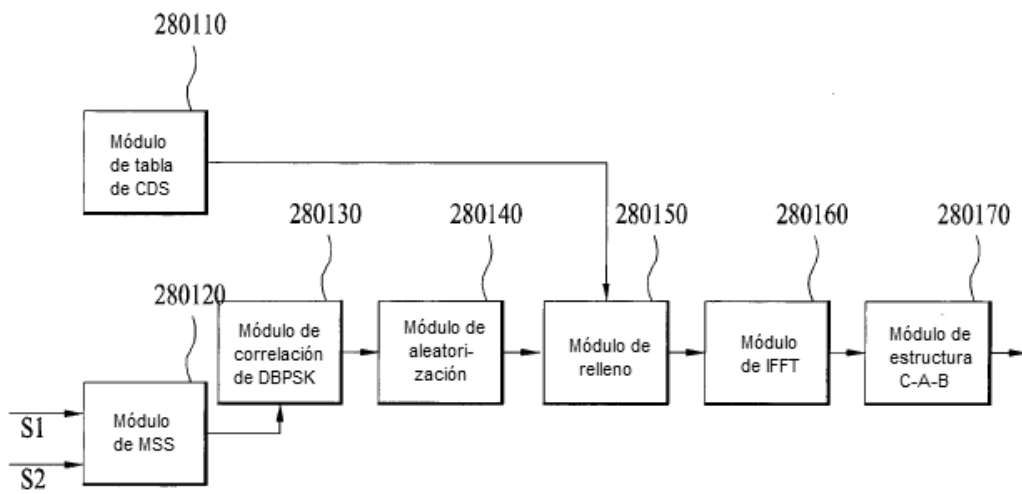 280110
Módulo
de tabla
de CDS
280120
S1
S2
Módulo
de MSS
280130
Módulo de
correlación
de DBPSK
280140
Módulo de
aleatori-
zación
280150
Módulo de
relleno
280160
Módulo
de IFFT
280170
Módulo de
estructura
C-A-B